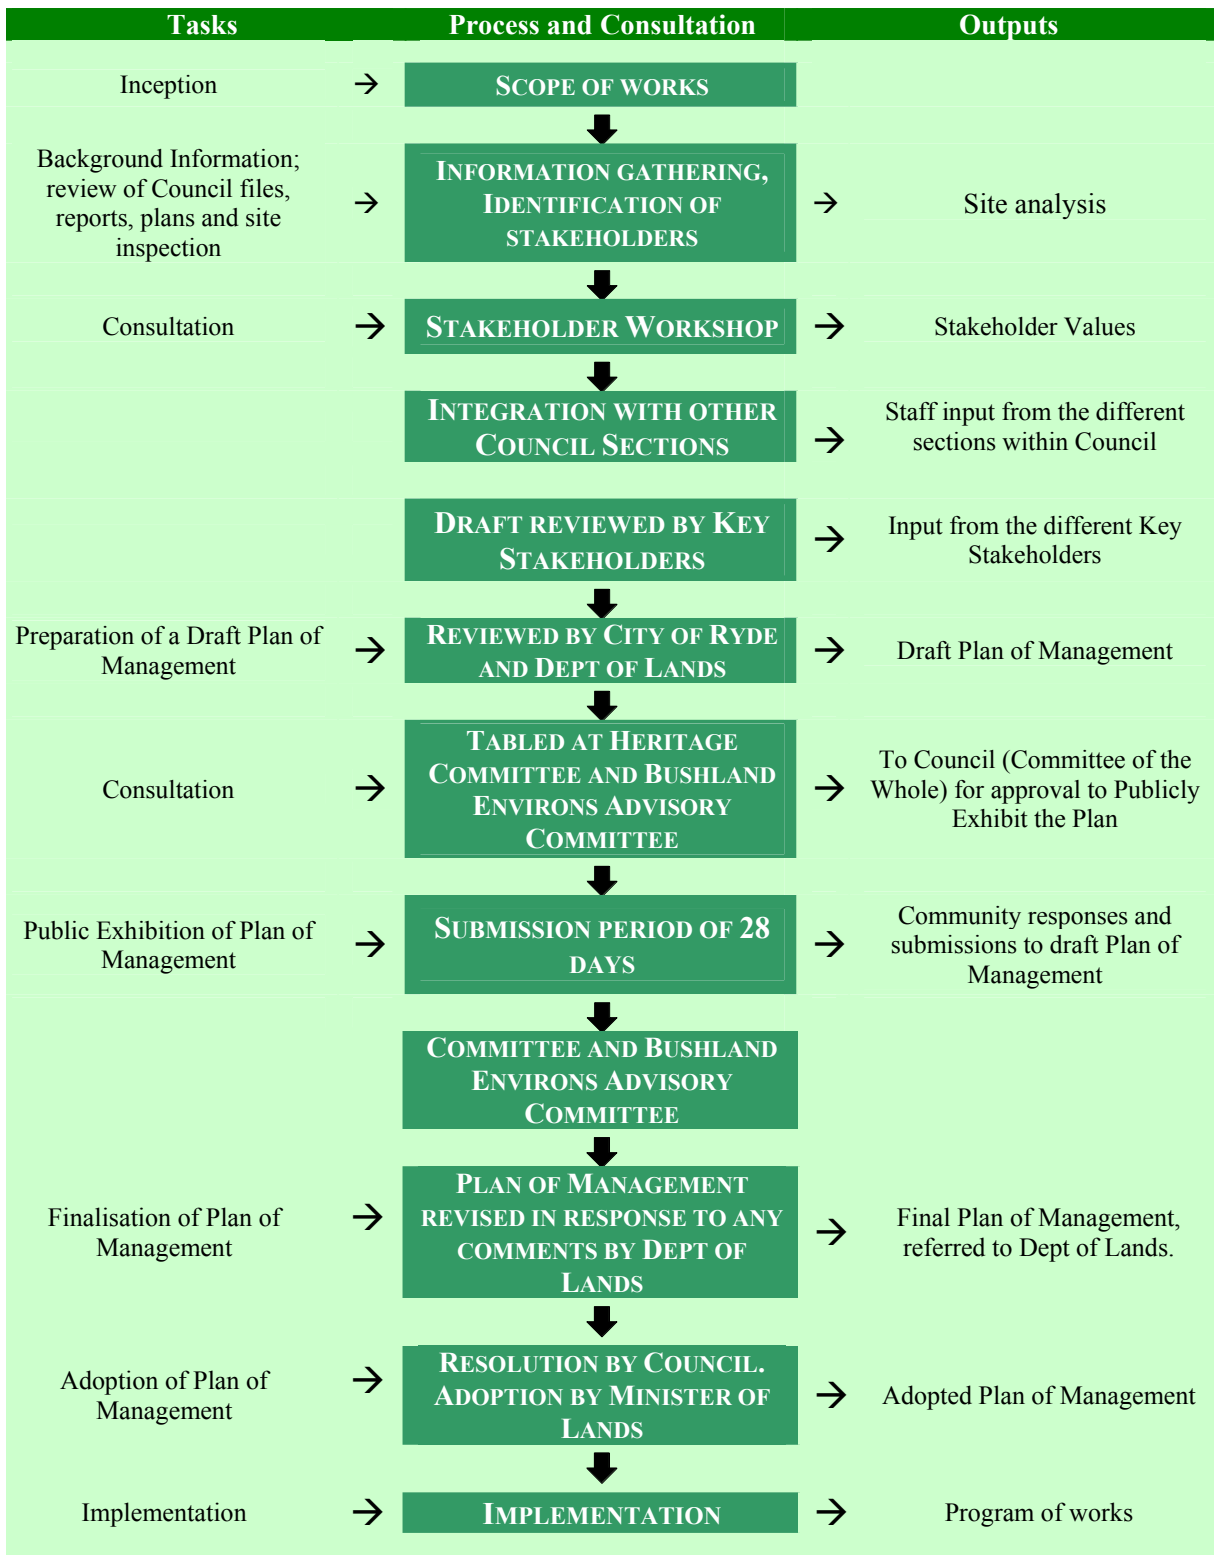 Tasks
Process and Consultation
Outputs
Inception
→
SCOPE OF WORKS
Background Information;
review of Council files,
reports, plans and site
inspection
→
INFORMATION GATHERING,
IDENTIFICATION OF
STAKEHOLDERS
→
Site analysis
Consultation
→
STAKEHOLDER WORKSHOP
→
Stakeholder Values
INTEGRATION WITH OTHER
COUNCIL SECTIONS
→
Staff input from the different
sections within Council
DRAFT REVIEWED BY KEY
STAKEHOLDERS
→
Input from the different Key
Stakeholders
Preparation of a Draft Plan of
Management
→
REVIEWED BY CITY OF RYDE
AND DEPT OF LANDS
→
Draft Plan of Management
Consultation
→
TABLED AT HERITAGE
COMMITTEE AND BUSHLAND
ENVIRONS ADVISORY
COMMITTEE
→
To Council (Committee of the
Whole) for approval to Publicly
Exhibit the Plan
Public Exhibition of Plan of
Management
→
SUBMISSION PERIOD OF 28
DAYS
→
Community responses and
submissions to draft Plan of
Management
COMMITTEE AND BUSHLAND
ENVIRONS ADVISORY
COMMITTEE
Finalisation of Plan of
Management
→
PLAN OF MANAGEMENT
REVISED IN RESPONSE TO ANY
COMMENTS BY DEPT OF
LANDS
→
Final Plan of Management,
referred to Dept of Lands.
Adoption of Plan of
Management
→
RESOLUTION BY COUNCIL.
ADOPTION BY MINISTER OF
LANDS
→
Adopted Plan of Management
Implementation
→
IMPLEMENTATION
→
Program of works